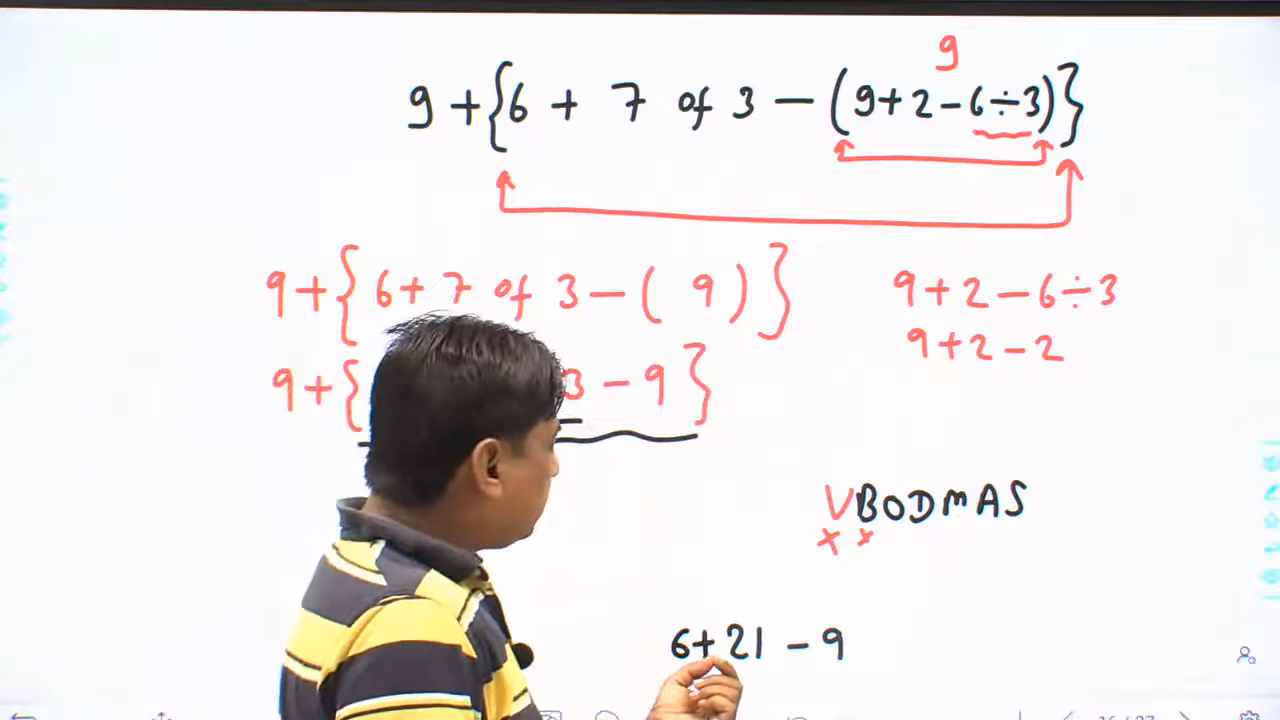 9
9 + {6 + 7 of 3 - (9 + 2 - 6 ÷ 3)}
9 + {6 + 7 of 3 - ( 9 )}
9 + 2 - 6 ÷ 3
9 + 2 - 2
9 + { 3 - 9 }
VBODMAS
× ×
6 + 21 - 9